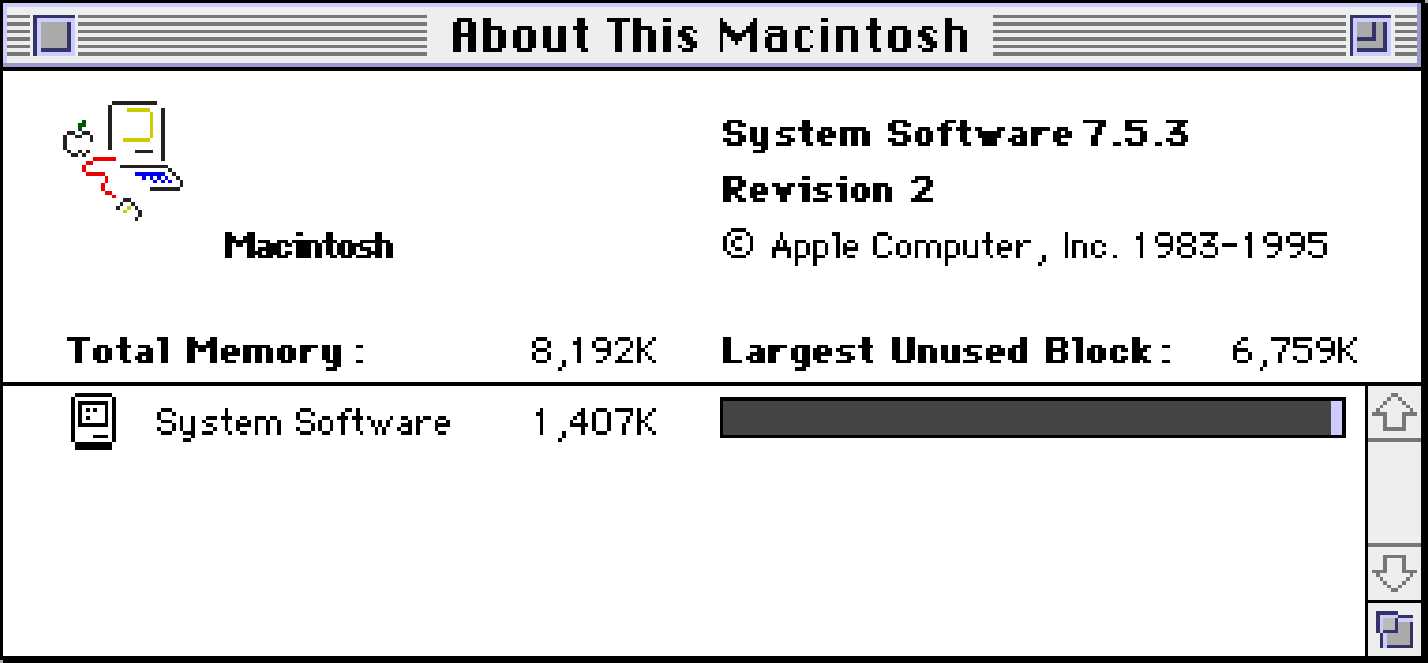 About This Macintosh
System Software 7.5.3
Revision 2
Macintosh
© Apple Computer, Inc. 1983-1995
Total Memory: 8,192K Largest Unused Block: 6,759K
System Software 1,407K